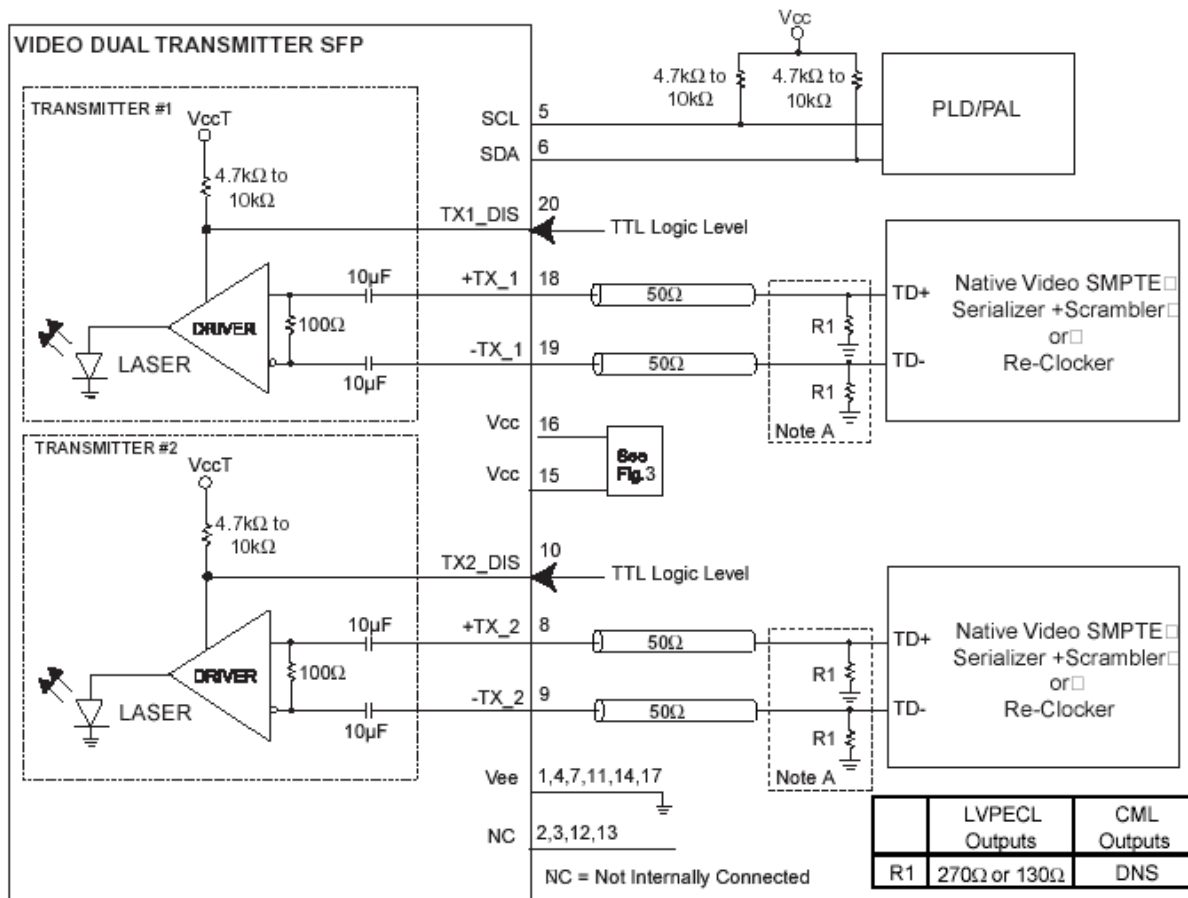 VIDEO DUAL TRANSMITTER SFP
TRANSMITTER #1
VccT
4.7kΩ to
10kΩ
10µF
100Ω
DRIVER
LASER
10µF
TRANSMITTER #2
VccT
4.7kΩ to
10kΩ
10µF
100Ω
DRIVER
LASER
10µF
SCL 5
SDA 6
TX1_DIS 20
TTL Logic Level
+TX_1 18
50Ω
-TX_1 19
50Ω
Vcc 16
Vcc 15
See
Fig.3
TX2_DIS 10
TTL Logic Level
+TX_2 8
50Ω
-TX_2 9
50Ω
Vee 1,4,7,11,14,17
NC 2,3,12,13
NC = Not Internally Connected
Vcc
4.7kΩ to
10kΩ
4.7kΩ to
10kΩ
PLD/PAL
R1
R1
Note A
TD+
TD-
Native Video SMPTE
Serializer +Scrambler
or
Re-Clocker
R1
R1
Note A
TD+
TD-
Native Video SMPTE
Serializer +Scrambler
or
Re-Clocker
LVPECL
Outputs
CML
Outputs
R1 270Ω or 130Ω DNS